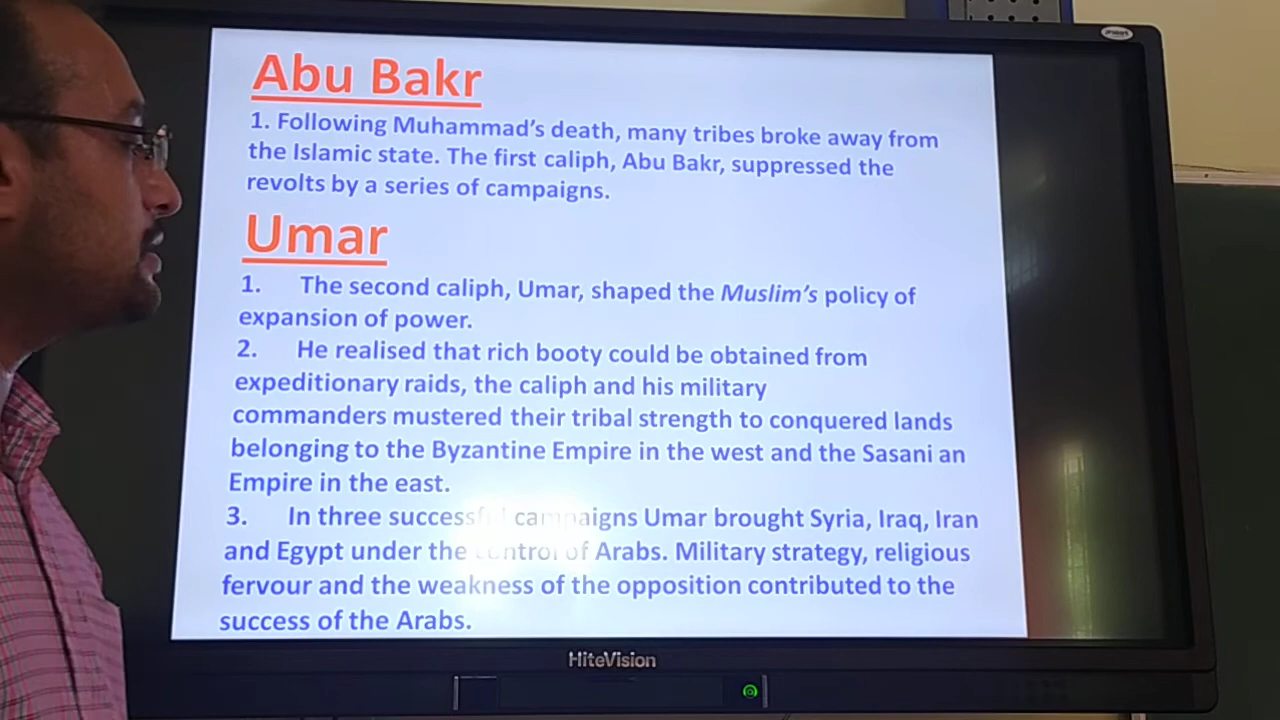 Abu Bakr
1. Following Muhammad's death, many tribes broke away from
the Islamic state. The first caliph, Abu Bakr, suppressed the
revolts by a series of campaigns.
Umar
1. The second caliph, Umar, shaped the Muslim's policy of
expansion of power.
2. He realised that rich booty could be obtained from
expeditionary raids, the caliph and his military
commanders mustered their tribal strength to conquered lands
belonging to the Byzantine Empire in the west and the Sasani an
Empire in the east.
3. In three successful campaigns Umar brought Syria, Iraq, Iran
and Egypt under the control of Arabs. Military strategy, religious
fervour and the weakness of the opposition contributed to the
success of the Arabs.
HiteVision